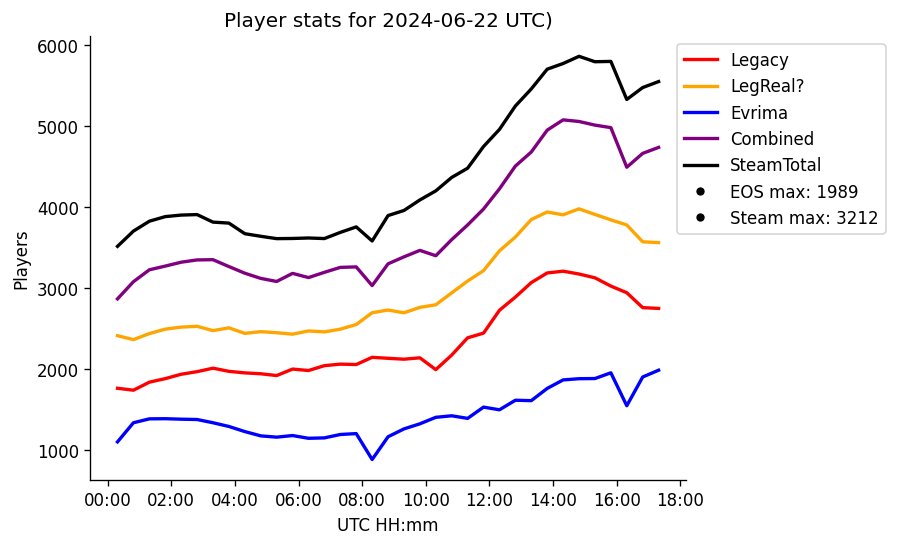 Player stats for 2024-06-22 UTC)
6000
5000
4000
3000
2000
1000
Players
00:00 02:00 04:00 06:00 08:00 10:00 12:00 14:00 16:00 18:00
UTC HH:mm
Legacy
LegReal?
Evrima
Combined
SteamTotal
EOS max: 1989
Steam max: 3212